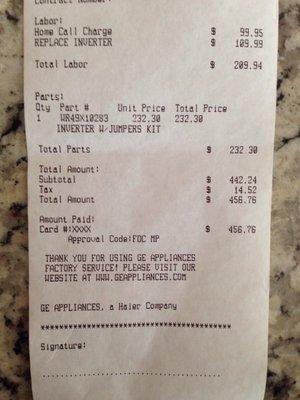 Contract Number:
Labor:
Home Call Charge $ 99.95
REPLACE INVERTER $ 109.99
Total Labor $ 209.94
Parts:
Qty Part # Unit Price Total Price
1 WR49X10283 232.30 232.30
INVERTER W/JUMPERS KIT
Total Parts $ 232.30
Total Amount:
Subtotal $ 442.24
Tax $ 14.52
Total Amount $ 456.76
Amount Paid:
Card #:XXXX $ 456.76
Approval Code:FDC MP
THANK YOU FOR USING GE APPLIANCES
FACTORY SERVICE! PLEASE VISIT OUR
WEBSITE AT WWW.GEAPPLIANCES.COM
GE APPLIANCES, a Haier Company
****************************************
Signature:
......................................